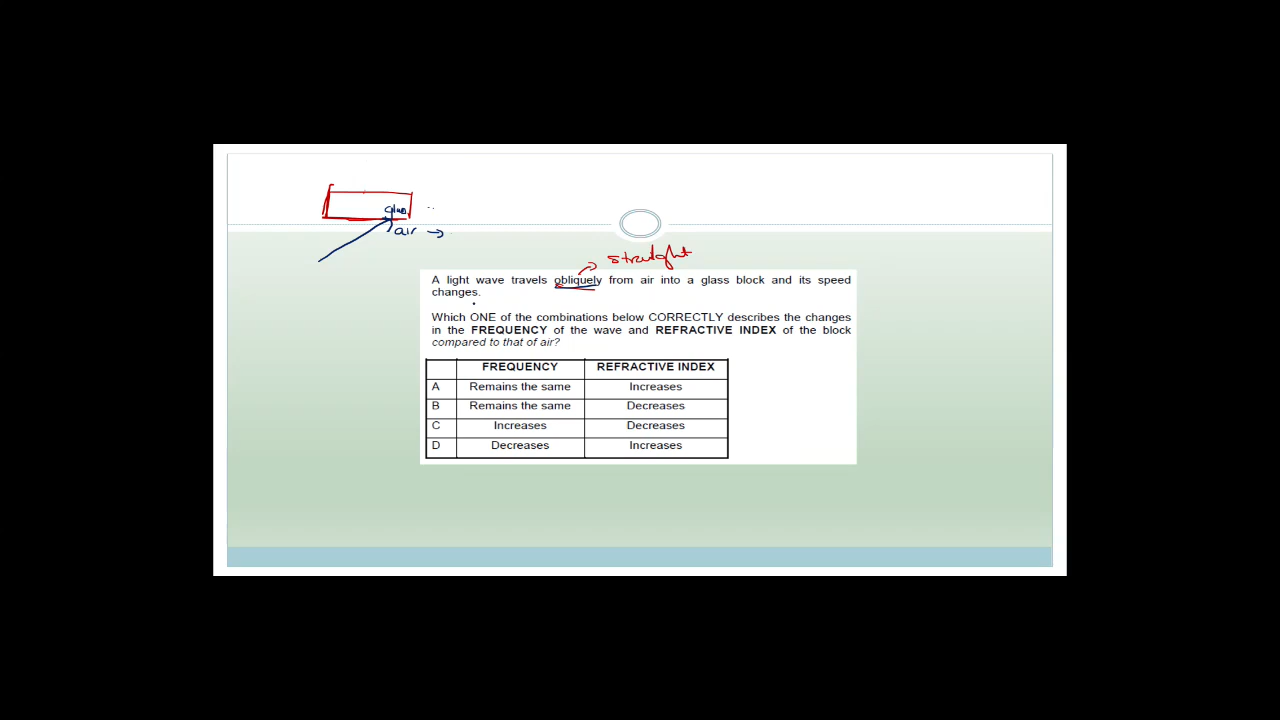 glass
air
straight
A light wave travels obliquely from air into a glass block and its speed
changes.
Which ONE of the combinations below CORRECTLY describes the changes
in the FREQUENCY of the wave and REFRACTIVE INDEX of the block
compared to that of air?
FREQUENCY REFRACTIVE INDEX
A Remains the same Increases
B Remains the same Decreases
C Increases Decreases
D Decreases Increases